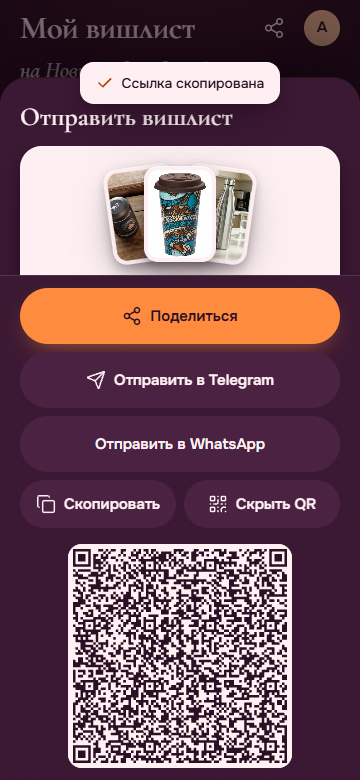 Мой вишлист
А
на Нов
Ссылка скопирована
Отправить вишлист
Поделиться
Отправить в Telegram
Отправить в WhatsApp
Скопировать
Скрыть QR